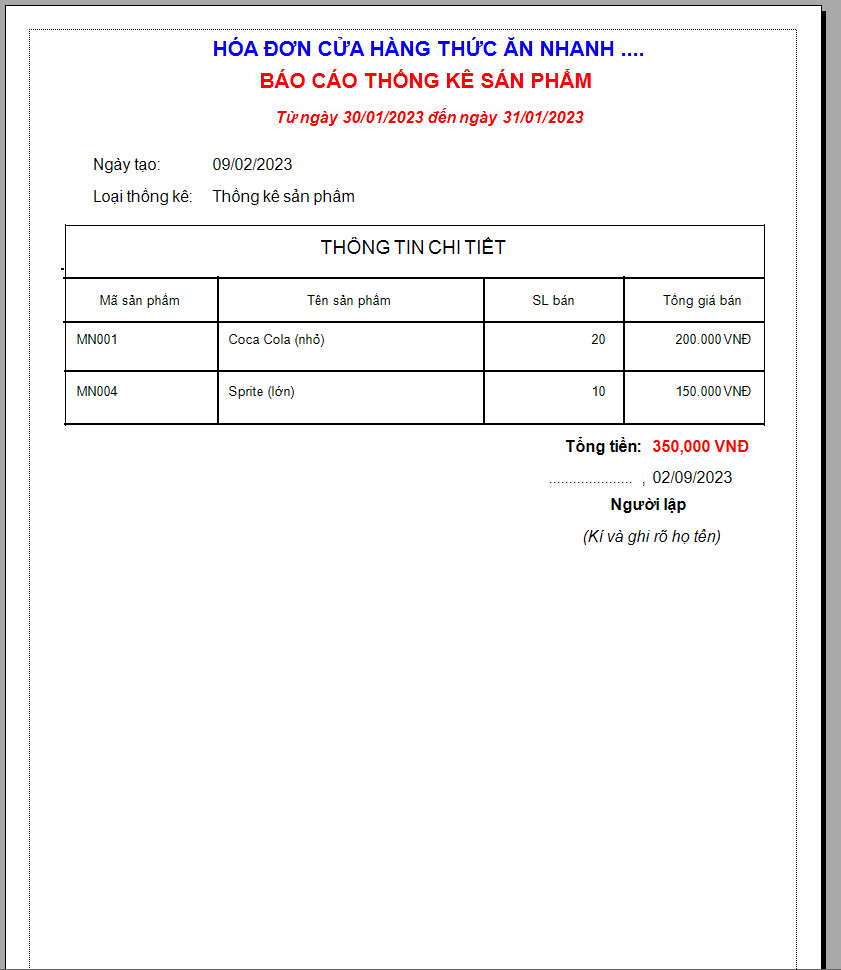 HÓA ĐƠN CỬA HÀNG THỨC ĂN NHANH ....
BÁO CÁO THỐNG KÊ SẢN PHẨM
Từ ngày 30/01/2023 đến ngày 31/01/2023
Ngày tạo: 09/02/2023
Loại thống kê: Thống kê sản phẩm
THÔNG TIN CHI TIẾT
Mã sản phẩm Tên sản phẩm SL bán Tổng giá bán
MN001 Coca Cola (nhỏ) 20 200.000 VNĐ
MN004 Sprite (lớn) 10 150.000 VNĐ
Tổng tiền: 350,000 VNĐ
..................... , 02/09/2023
Người lập
(Kí và ghi rõ họ tên)